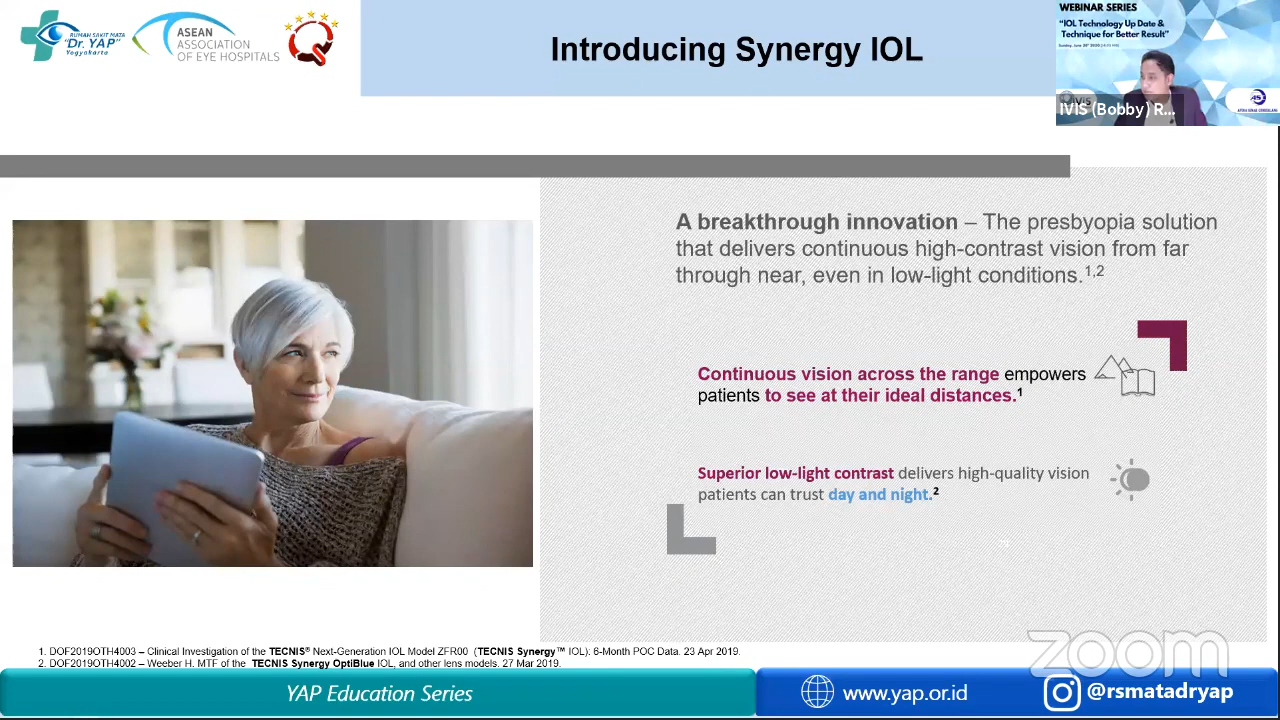 RUMAH SAKIT MATA
"Dr. YAP"
Yogyakarta
ASEAN
ASSOCIATION
OF EYE HOSPITALS
Introducing Synergy IOL
WEBINAR SERIES
"IOL Technology Up Date &
Technique for Better Result"
IVIS (Bobby) R...
A breakthrough innovation – The presbyopia solution
that delivers continuous high-contrast vision from far
through near, even in low-light conditions.1,2
Continuous vision across the range empowers
patients to see at their ideal distances.1
Superior low-light contrast delivers high-quality vision
patients can trust day and night.2
1. DOF2019OTH4003 – Clinical Investigation of the TECNIS® Next-Generation IOL Model ZFR00 (TECNIS Synergy™ IOL): 6-Month POC Data. 23 Apr 2019.
2. DOF2019OTH4002 – Weeber H. MTF of the TECNIS Synergy OptiBlue IOL, and other lens models. 27 Mar 2019.
zoom
YAP Education Series
www.yap.or.id
@rsmatadryap